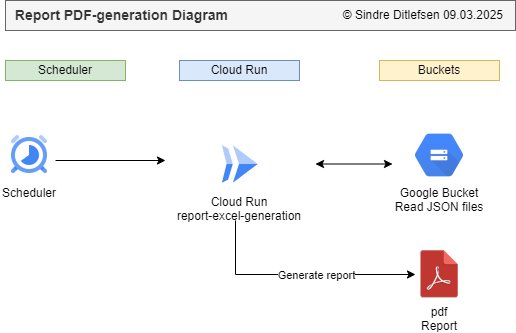 Report PDF-generation Diagram
© Sindre Ditlefsen 09.03.2025
Scheduler
Cloud Run
Buckets
Scheduler
Cloud Run
report-excel-generation
Google Bucket
Read JSON files
Generate report
pdf
Report